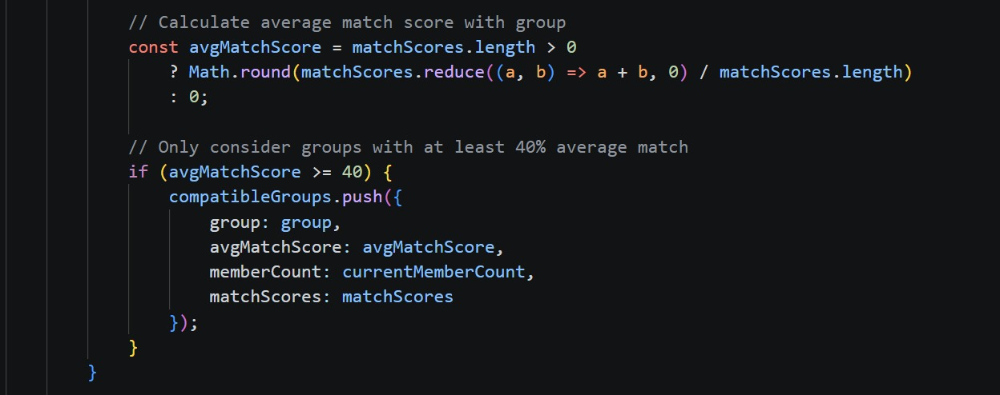 // Calculate average match score with group
const avgMatchScore = matchScores.length > 0
? Math.round(matchScores.reduce((a, b) => a + b, 0) / matchScores.length)
: 0;
// Only consider groups with at least 40% average match
if (avgMatchScore >= 40) {
compatibleGroups.push({
group: group,
avgMatchScore: avgMatchScore,
memberCount: currentMemberCount,
matchScores: matchScores
});
}
}